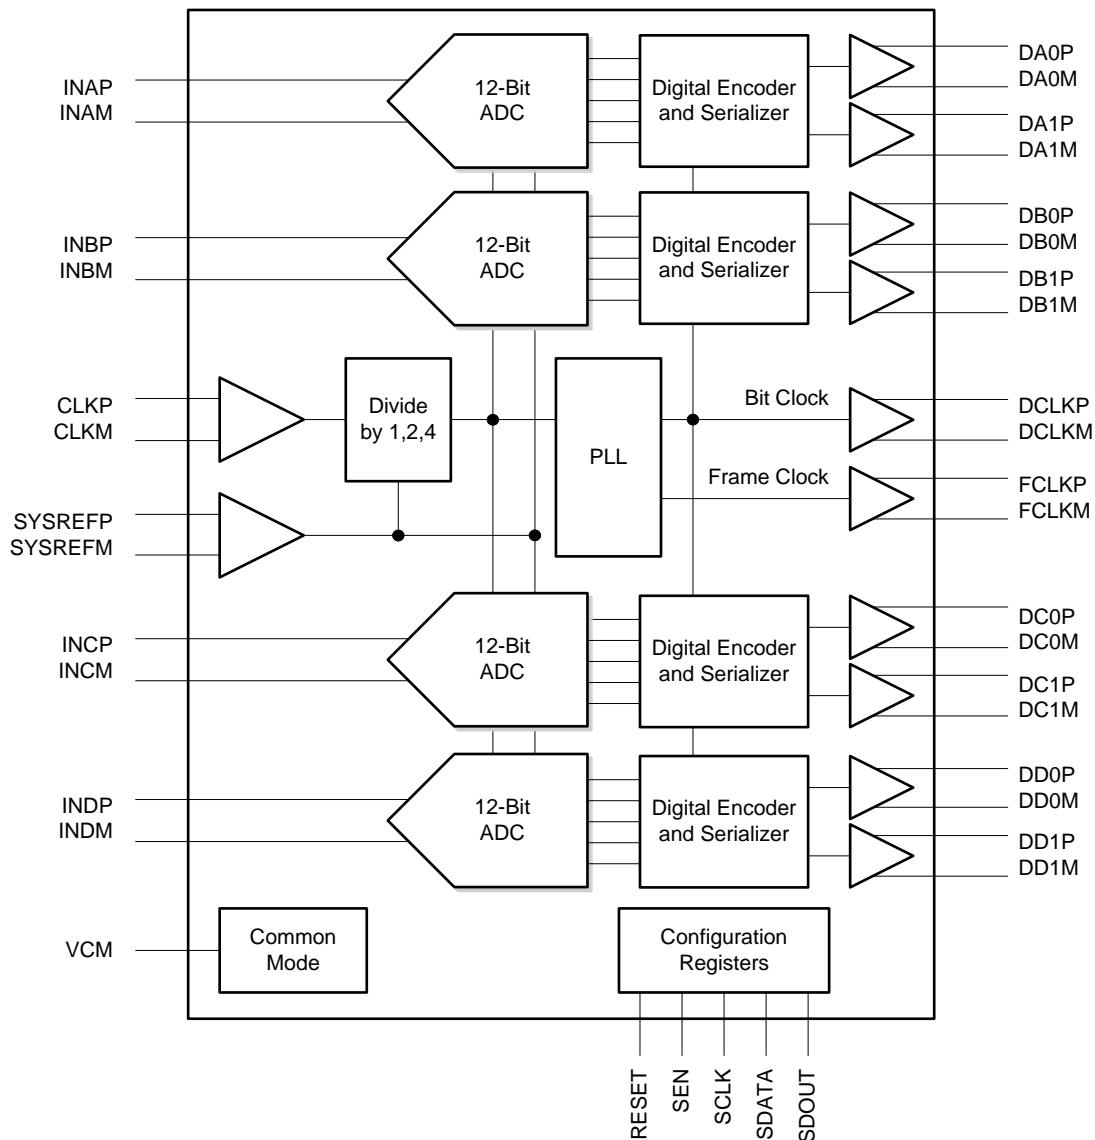 INAP
INAM
12-Bit
ADC
Digital Encoder
and Serializer
DA0P
DA0M
DA1P
DA1M
INBP
INBM
12-Bit
ADC
Digital Encoder
and Serializer
DB0P
DB0M
DB1P
DB1M
CLKP
CLKM
Divide
by 1,2,4
PLL
Bit Clock
DCLKP
DCLKM
Frame Clock
FCLKP
FCLKM
SYSREFP
SYSREFM
INCP
INCM
12-Bit
ADC
Digital Encoder
and Serializer
DC0P
DC0M
DC1P
DC1M
INDP
INDM
12-Bit
ADC
Digital Encoder
and Serializer
DD0P
DD0M
DD1P
DD1M
VCM
Common
Mode
Configuration
Registers
RESET
SEN
SCLK
SDATA
SDOUT